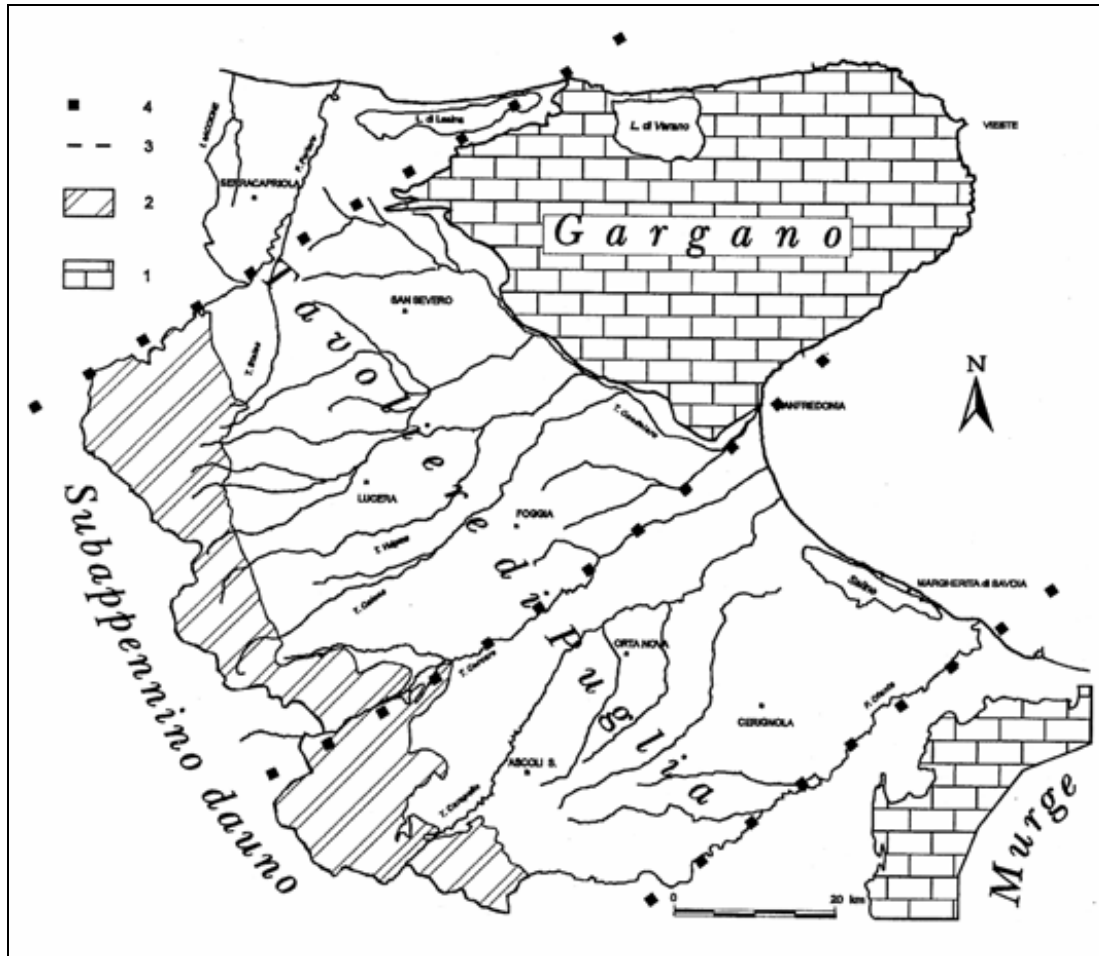 4
3
2
1
L. di Lesina
L. di Varano
VIESTE
F. Fortore
SERRACAPRIOLA
Gargano
SAN SEVERO
Tavoliere di Puglia
N
MANFREDONIA
T. Candelaro
LUCERA
FOGGIA
T. Vulgano
T. Celone
Subappennino dauno
Saline
MARGHERITA di SAVOIA
T. Cervaro
ORTA NOVA
F. Ofanto
CERIGNOLA
ASCOLI S.
T. Carapelle
Murge
0
20 km